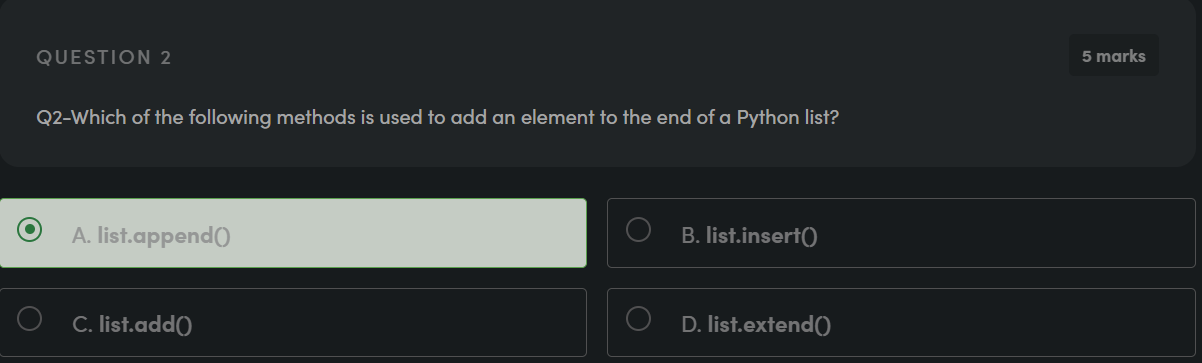 QUESTION 2
5 marks
Q2-Which of the following methods is used to add an element to the end of a Python list?
A. list.append()
B. list.insert()
C. list.add()
D. list.extend()